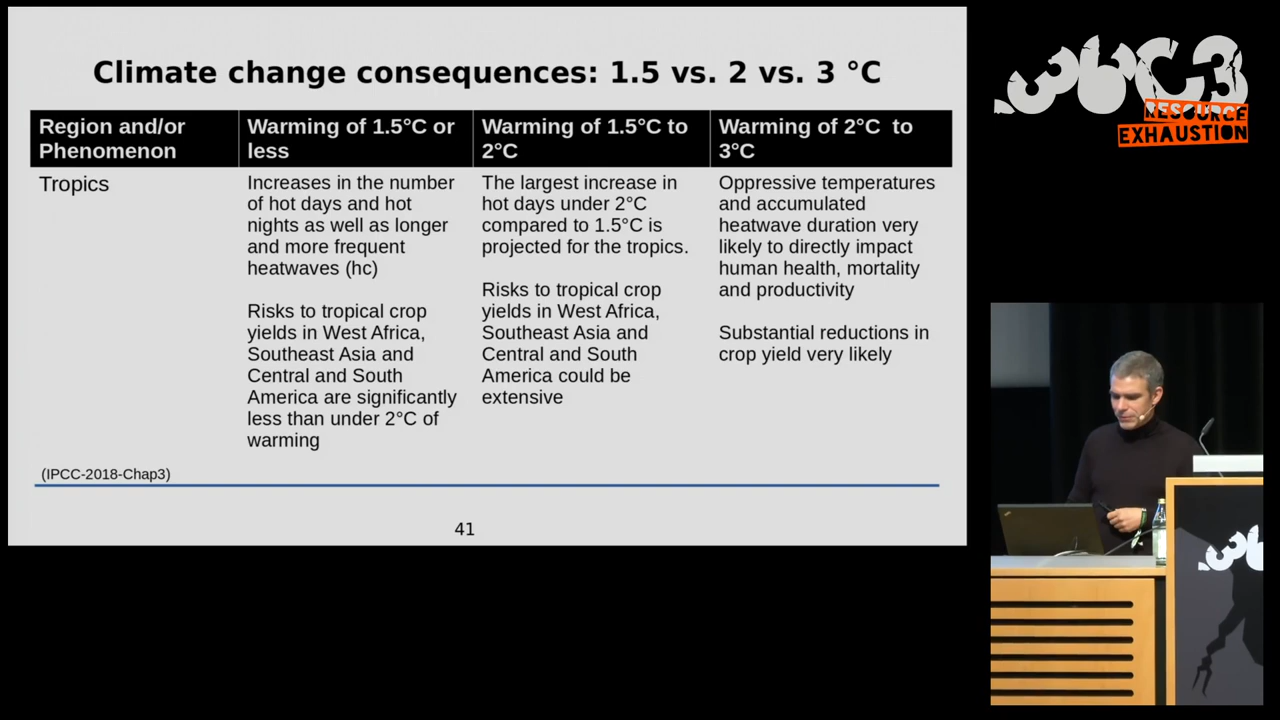 Climate change consequences: 1.5 vs. 2 vs. 3 °C
Region and/or
Phenomenon
Warming of 1.5°C or
less
Warming of 1.5°C to
2°C
Warming of 2°C  to
3°C
Tropics
Increases in the number
of hot days and hot
nights as well as longer
and more frequent
heatwaves (hc)
Risks to tropical crop
yields in West Africa,
Southeast Asia and
Central and South
America are significantly
less than under 2°C of
warming
The largest increase in
hot days under 2°C
compared to 1.5°C is
projected for the tropics.
Risks to tropical crop
yields in West Africa,
Southeast Asia and
Central and South
America could be
extensive
Oppressive temperatures
and accumulated
heatwave duration very
likely to directly impact
human health, mortality
and productivity
Substantial reductions in
crop yield very likely
(IPCC-2018-Chap3)
41
36C3
RESOURCE
EXHAUSTION
36